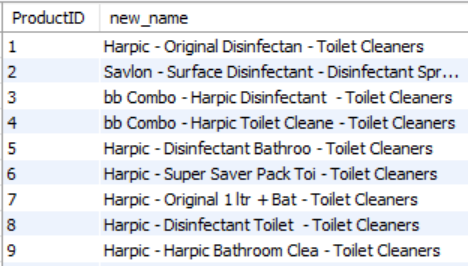 ProductID new_name
1 Harpic - Original Disinfectan - Toilet Cleaners
2 Savlon - Surface Disinfectant - Disinfectant Spr...
3 bb Combo - Harpic Disinfectant  - Toilet Cleaners
4 bb Combo - Harpic Toilet Cleane - Toilet Cleaners
5 Harpic - Disinfectant Bathroo - Toilet Cleaners
6 Harpic - Super Saver Pack Toi - Toilet Cleaners
7 Harpic - Original 1 ltr + Bat - Toilet Cleaners
8 Harpic - Disinfectant Toilet  - Toilet Cleaners
9 Harpic - Harpic Bathroom Clea - Toilet Cleaners